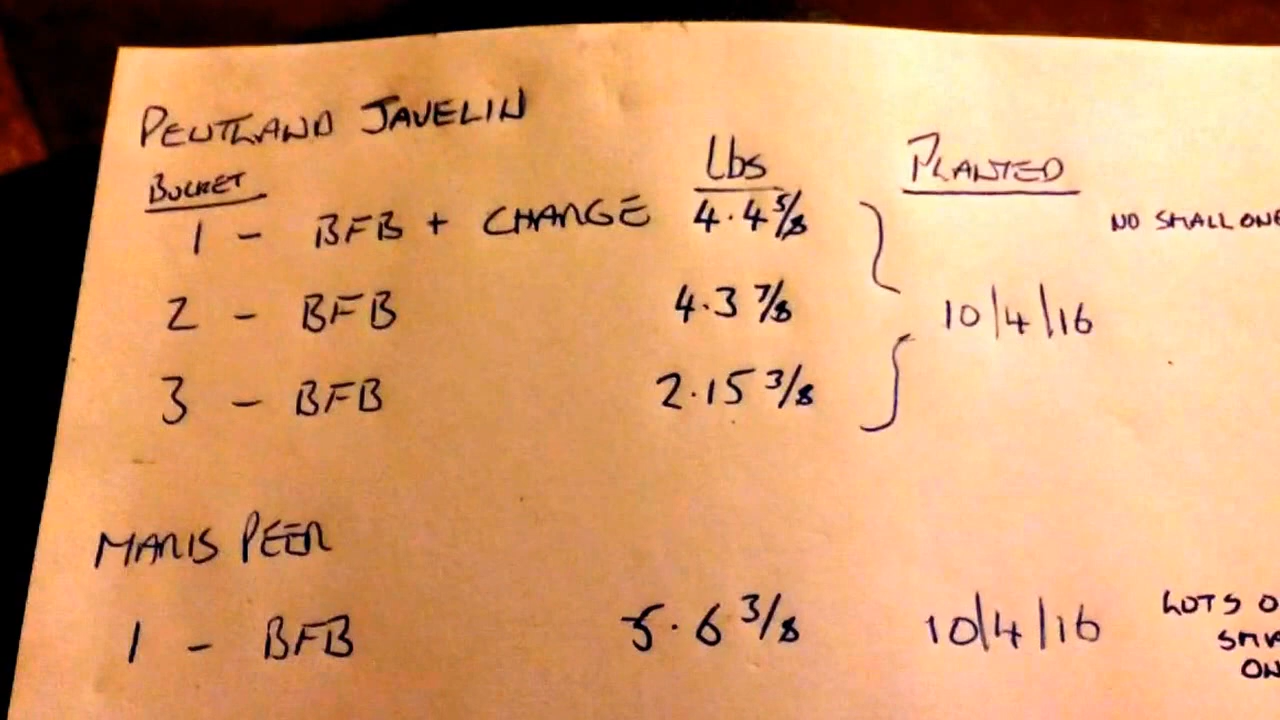 PENTLAND JAVELIN
BUCKET Lbs PLANTED
1 - BFB + CHARGE 4.4 5/8 NO SMALL ONE
2 - BFB 4.3 7/8 10/4/16
3 - BFB 2.15 3/8
MARIS PEER
1 - BFB 5.6 3/8 10/4/16 LOTS O
SMA
ON